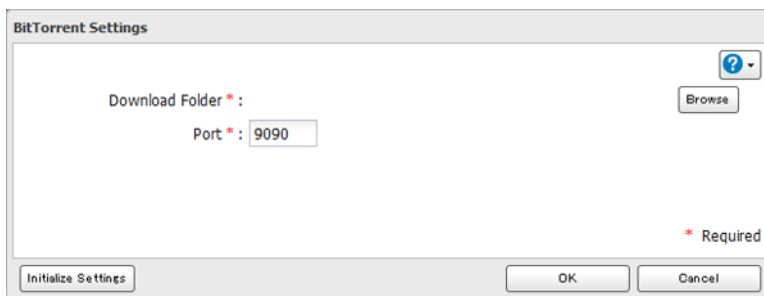 BitTorrent Settings
?
Download Folder * :
Browse
Port * : 9090
* Required
Initialize Settings
OK
Cancel